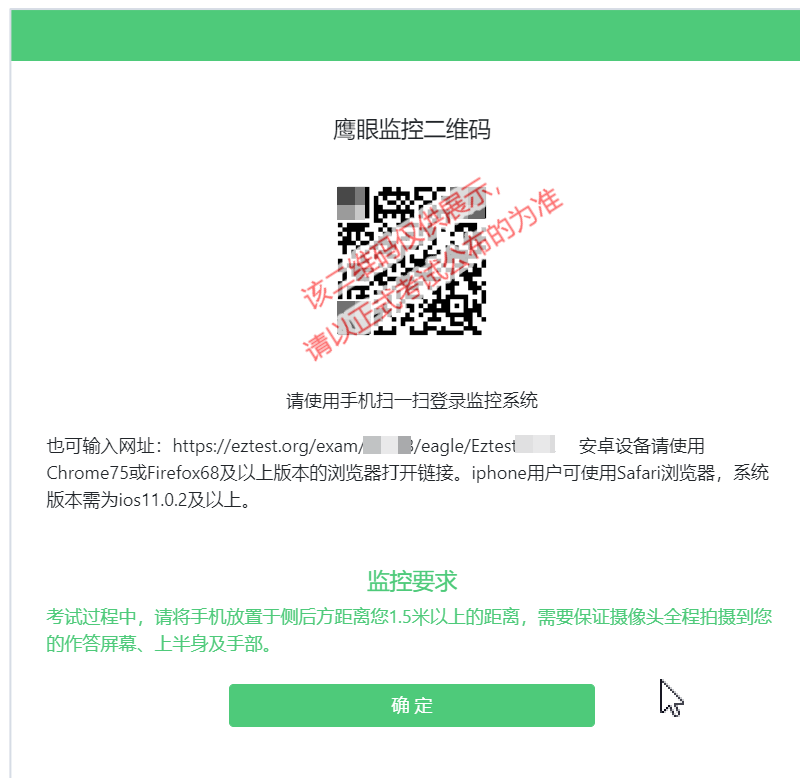 鹰眼监控二维码
该二维码仅供展示，
请以正式考试公布的为准
请使用手机扫一扫登录监控系统
也可输入网址：https://eztest.org/exam/ 3/eagle/Eztest 安卓设备请使用
Chrome75或Firefox68及以上版本的浏览器打开链接。iphone用户可使用Safari浏览器，系统
版本需为ios11.0.2及以上。
监控要求
考试过程中，请将手机放置于侧后方距离您1.5米以上的距离，需要保证摄像头全程拍摄到您
的作答屏幕、上半身及手部。
确 定